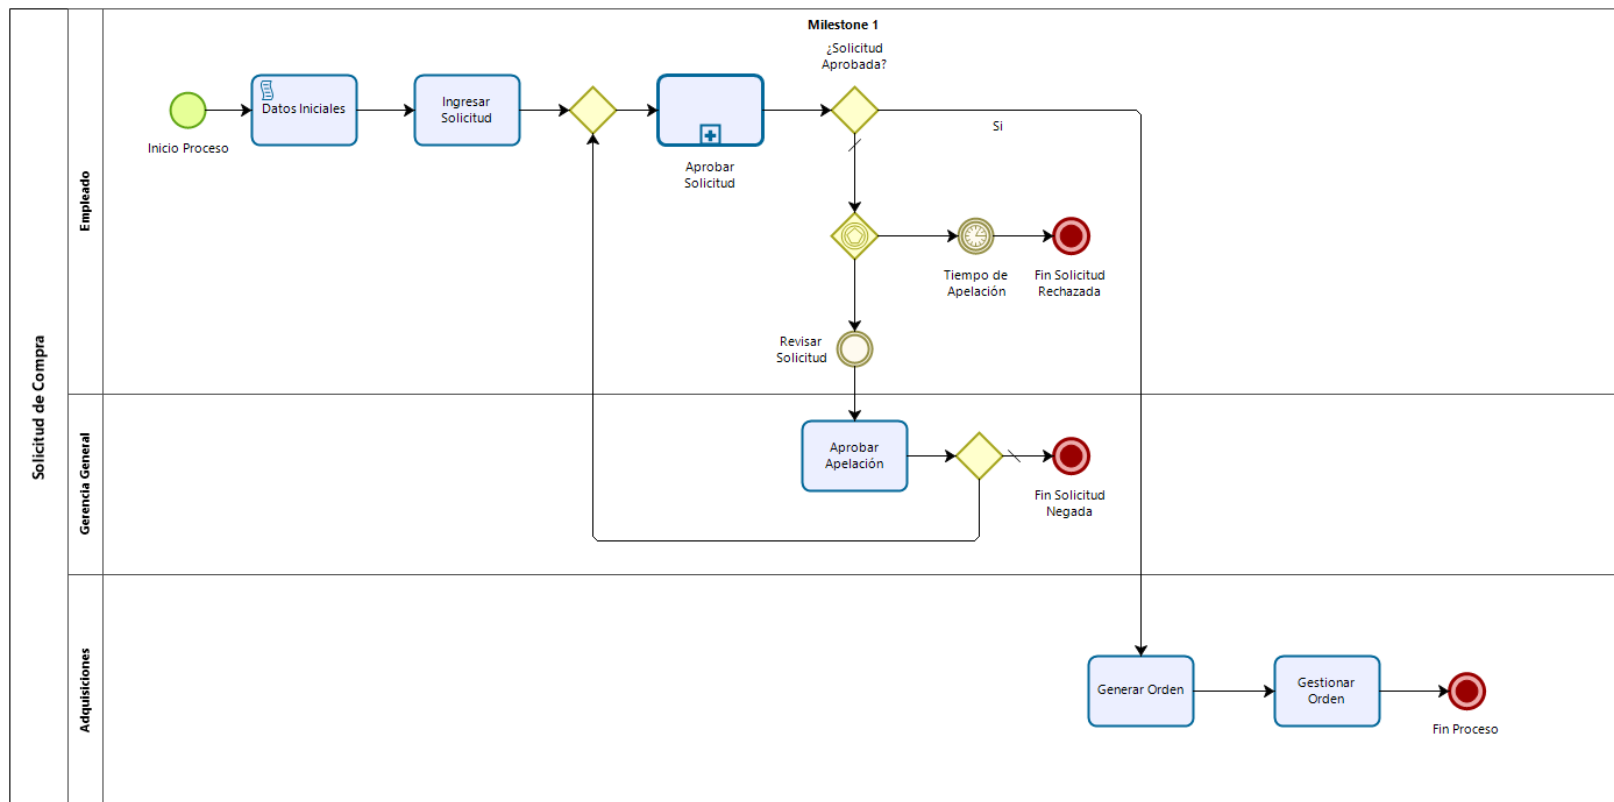 Milestone 1
¿Solicitud
Aprobada?
Datos Iniciales
Ingresar
Solicitud
Inicio Proceso
Si
Aprobar
Solicitud
Empleado
Tiempo de
Apelación
Fin Solicitud
Rechazada
Revisar
Solicitud
Solicitud de Compra
Gerencia General
Aprobar
Apelación
Fin Solicitud
Negada
Adquisiciones
Generar Orden
Gestionar
Orden
Fin Proceso